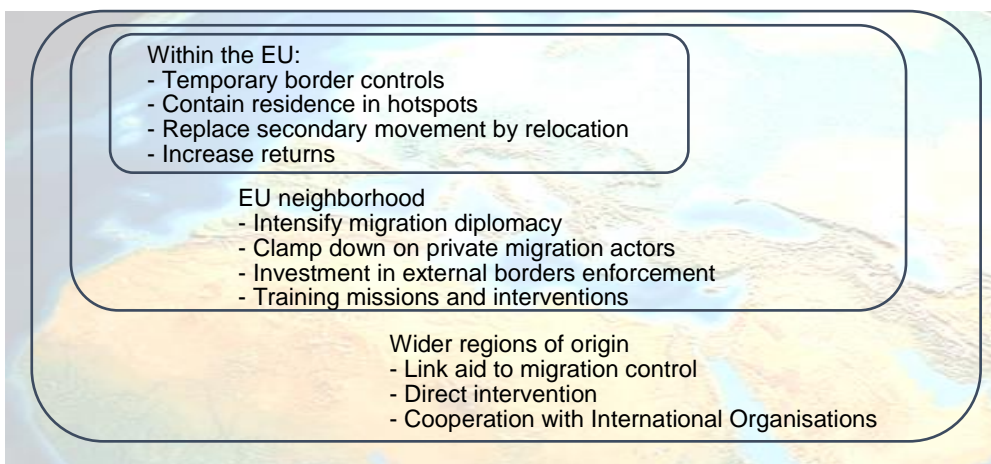 Within the EU:
- Temporary border controls
- Contain residence in hotspots
- Replace secondary movement by relocation
- Increase returns
EU neighborhood
- Intensify migration diplomacy
- Clamp down on private migration actors
- Investment in external borders enforcement
- Training missions and interventions
Wider regions of origin
- Link aid to migration control
- Direct intervention
- Cooperation with International Organisations